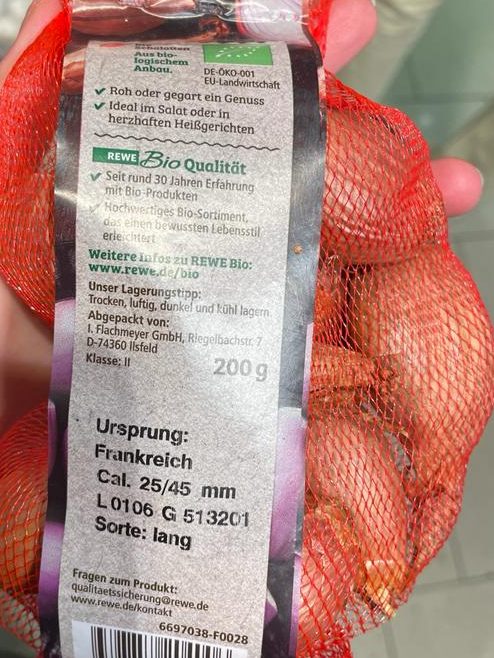 Schalotten
Aus bio-
logischem
Anbau.
DE-ÖKO-001
EU-Landwirtschaft
✔ Roh oder gegart ein Genuss
✔ Ideal im Salat oder in
herzhaften Heißgerichten
REWE Bio Qualität
✔ Seit rund 30 Jahren Erfahrung
mit Bio-Produkten
✔ Hochwertiges Bio-Sortiment,
das einen bewussten Lebensstil
erleichtert
Weitere Infos zu REWE Bio:
www.rewe.de/bio
Unser Lagerungstipp:
Trocken, luftig, dunkel und kühl lagern
Abgepackt von:
I. Flachmeyer GmbH, Riegelbachstr. 7
D-74360 Ilsfeld
Klasse: II
200 g
Ursprung:
Frankreich
Cal. 25/45 mm
L0106 G 513201
Sorte: lang
Fragen zum Produkt:
qualitaetssicherung@rewe.de
www.rewe.de/kontakt
6697038-F0028